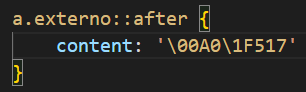 a.externo::after {
    content: '\00A0\1F517'
}